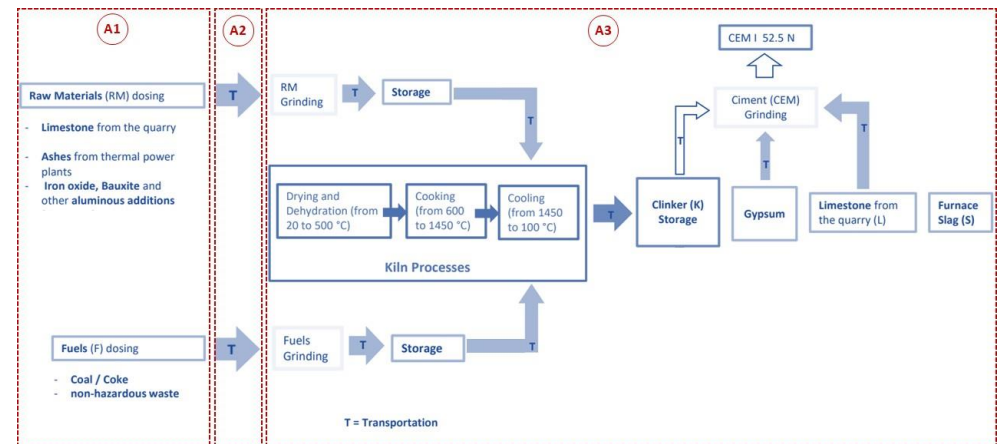 A1
A2
A3
CEM I 52.5 N
Raw Materials (RM) dosing
T
RM
Grinding
T
Storage
T
Ciment (CEM)
Grinding
T
T
T
- Limestone from the quarry
- Ashes from thermal power
plants
- Iron oxide, Bauxite and
other aluminous additions
Drying and
Dehydration (from
20 to 500 °C)
Cooking
(from 600
to 1450 °C)
Cooling
(from 1450
to 100 °C)
Kiln Processes
T
Clinker (K)
Storage
Gypsum
Limestone from
the quarry (L)
Furnace
Slag (S)
Fuels (F) dosing
T
Fuels
Grinding
T
Storage
T
- Coal / Coke
- non-hazardous waste
T = Transportation